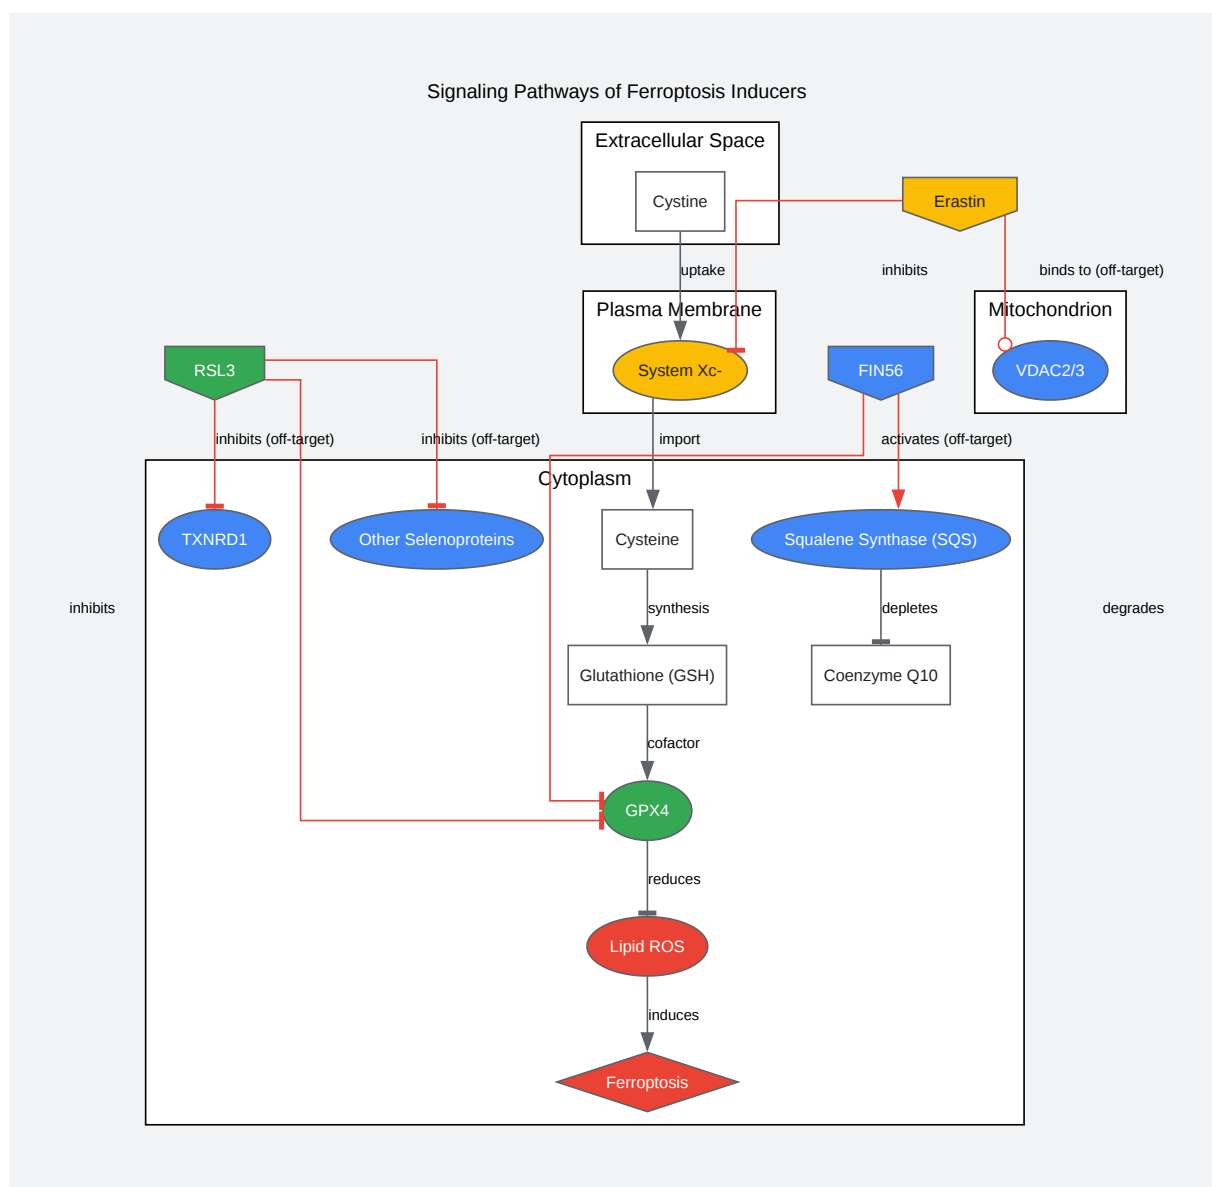 Signaling Pathways of Ferroptosis Inducers
Extracellular Space
Cystine
Erastin
uptake
inhibits
binds to (off-target)
Plasma Membrane
Mitochondrion
RSL3
System Xc-
FIN56
VDAC2/3
inhibits (off-target)
inhibits (off-target)
import
activates (off-target)
Cytoplasm
TXNRD1
Other Selenoproteins
Cysteine
Squalene Synthase (SQS)
inhibits
synthesis
depletes
degrades
Glutathione (GSH)
Coenzyme Q10
cofactor
GPX4
reduces
Lipid ROS
induces
Ferroptosis